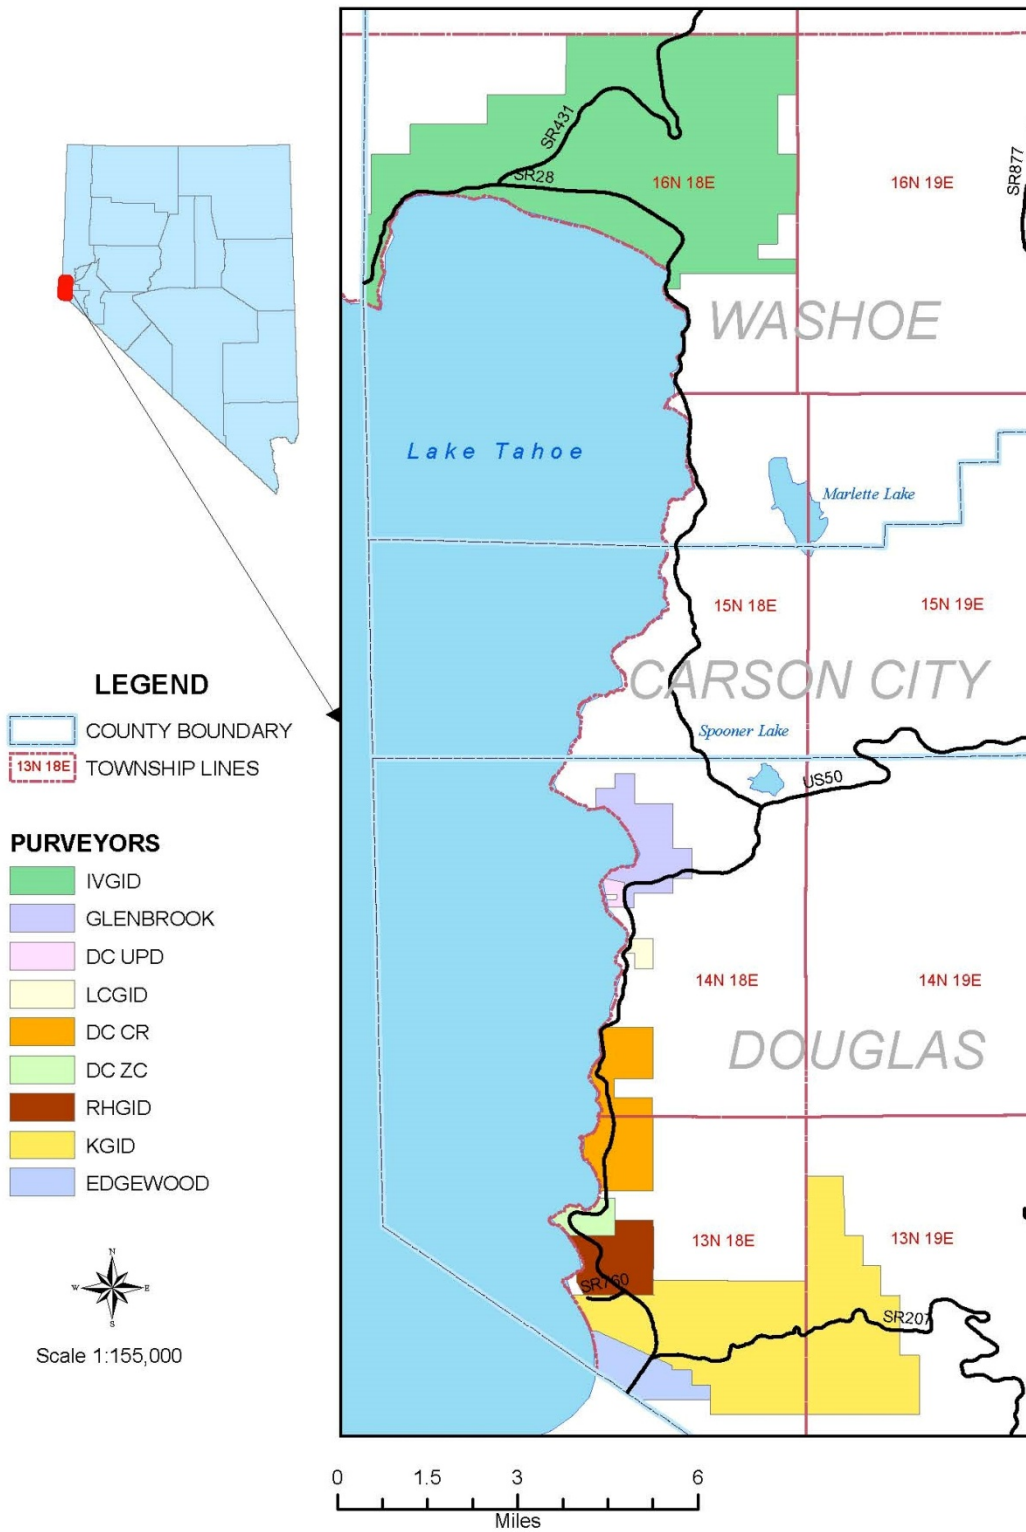 SR431
SR28
16N 18E
16N 19E
SR877
WASHOE
Lake Tahoe
Marlette Lake
15N 18E
15N 19E
CARSON CITY
Spooner Lake
US50
14N 18E
14N 19E
DOUGLAS
13N 18E
13N 19E
SR760
SR207
LEGEND
COUNTY BOUNDARY
13N 18E TOWNSHIP LINES
PURVEYORS
IVGID
GLENBROOK
DC UPD
LCGID
DC CR
DC ZC
RHGID
KGID
EDGEWOOD
N
W E
S
Scale 1:155,000
0 1.5 3 6
Miles